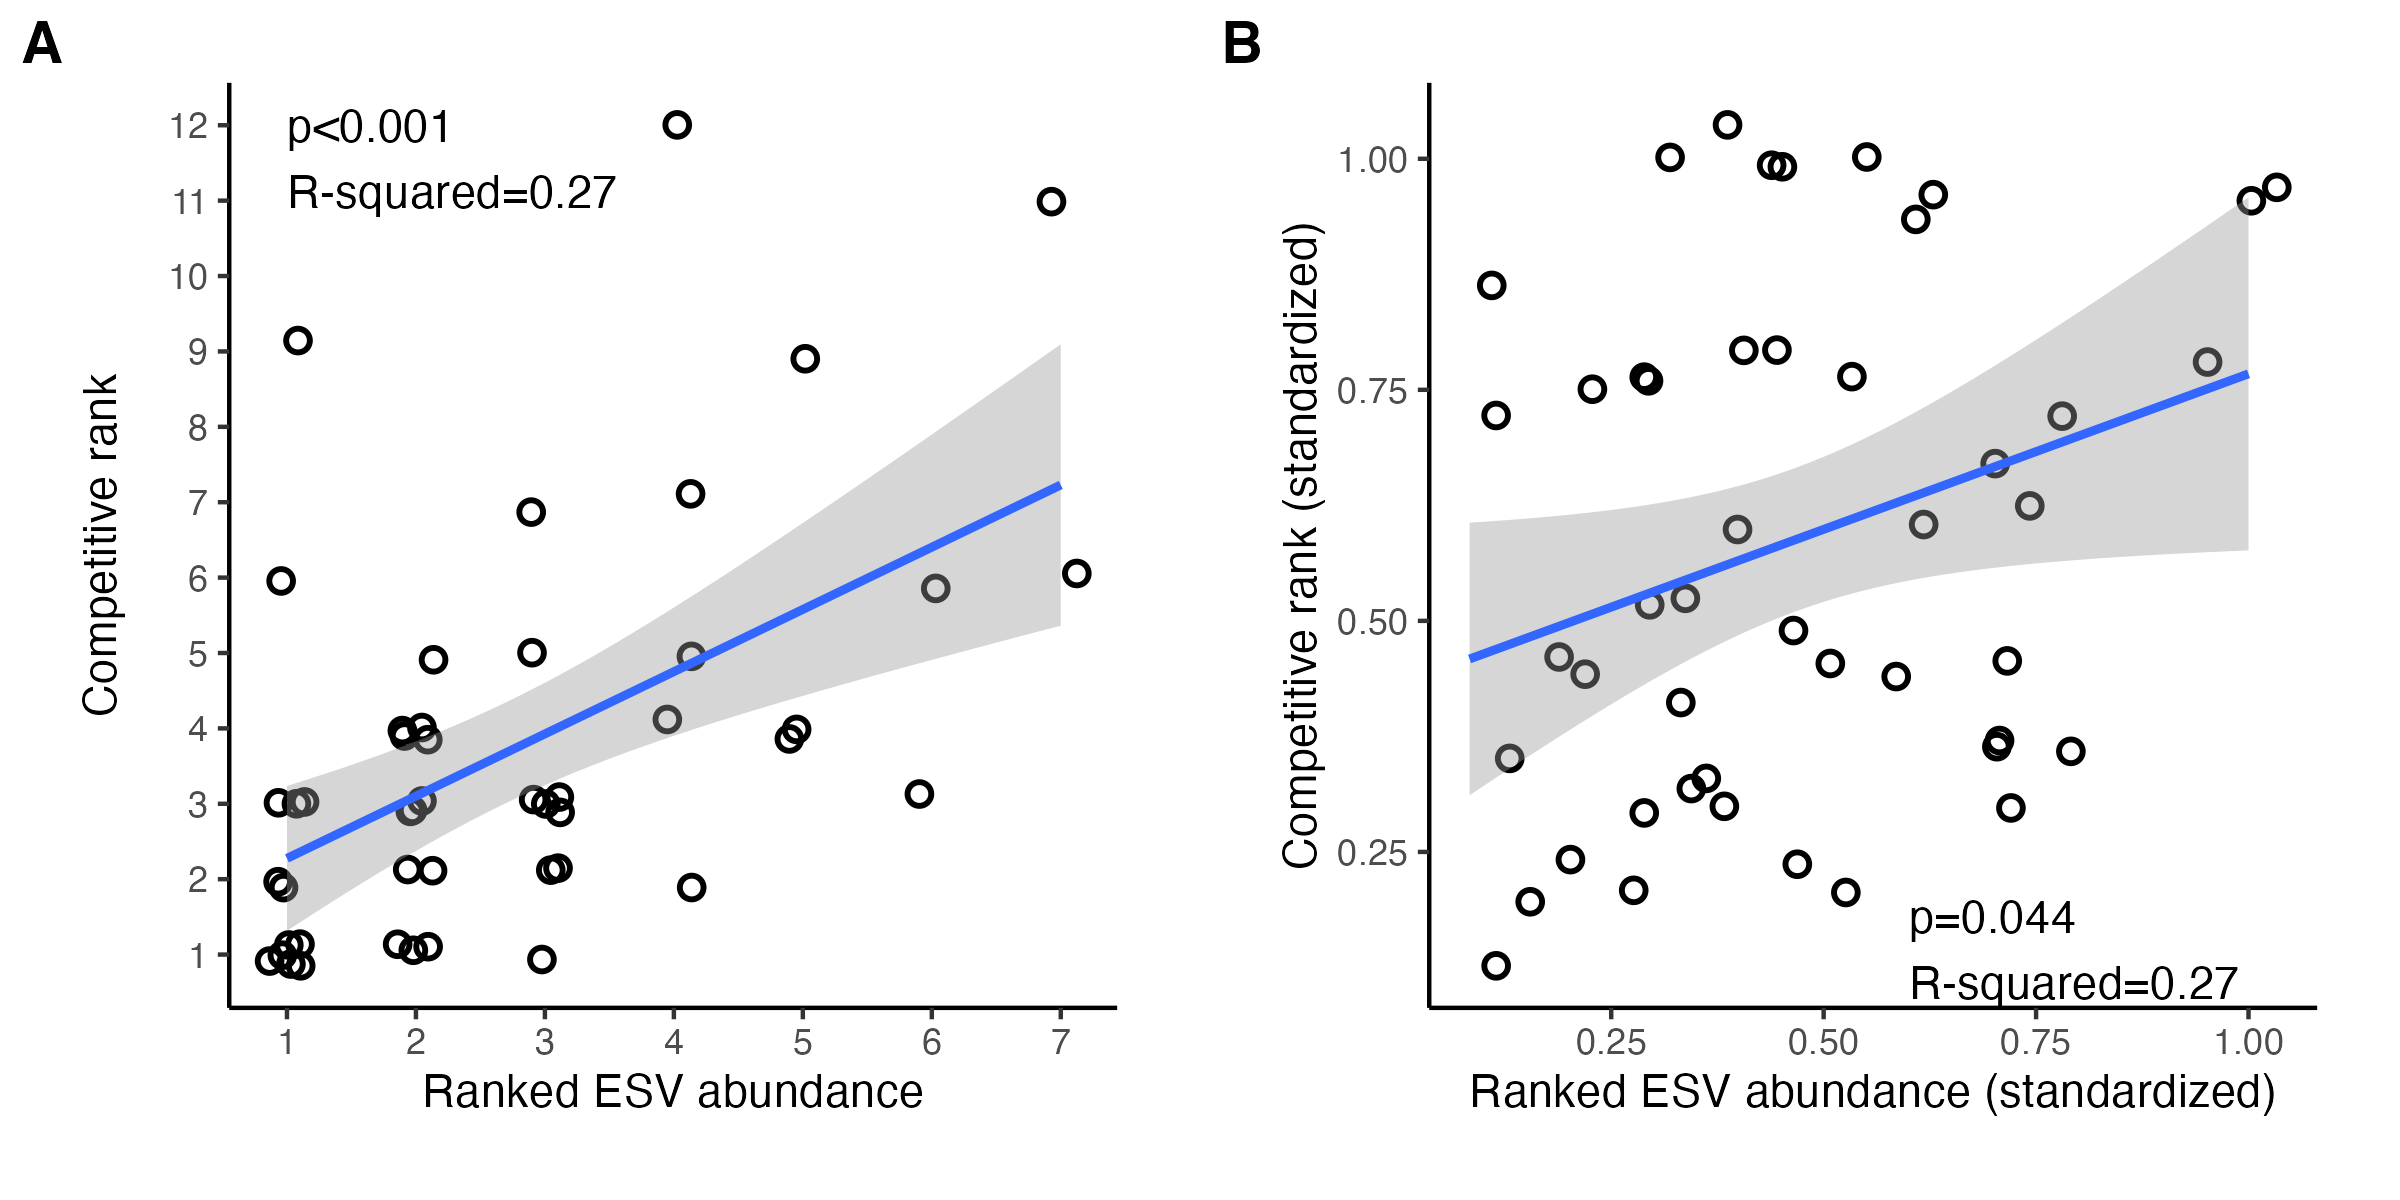 A
p<0.001
R-squared=0.27
12
11
10
9
8
7
6
5
4
3
2
1
Competitive rank
1 2 3 4 5 6 7
Ranked ESV abundance
B
1.00
0.75
0.50
0.25
Competitive rank (standardized)
p=0.044
R-squared=0.27
0.25 0.50 0.75 1.00
Ranked ESV abundance (standardized)